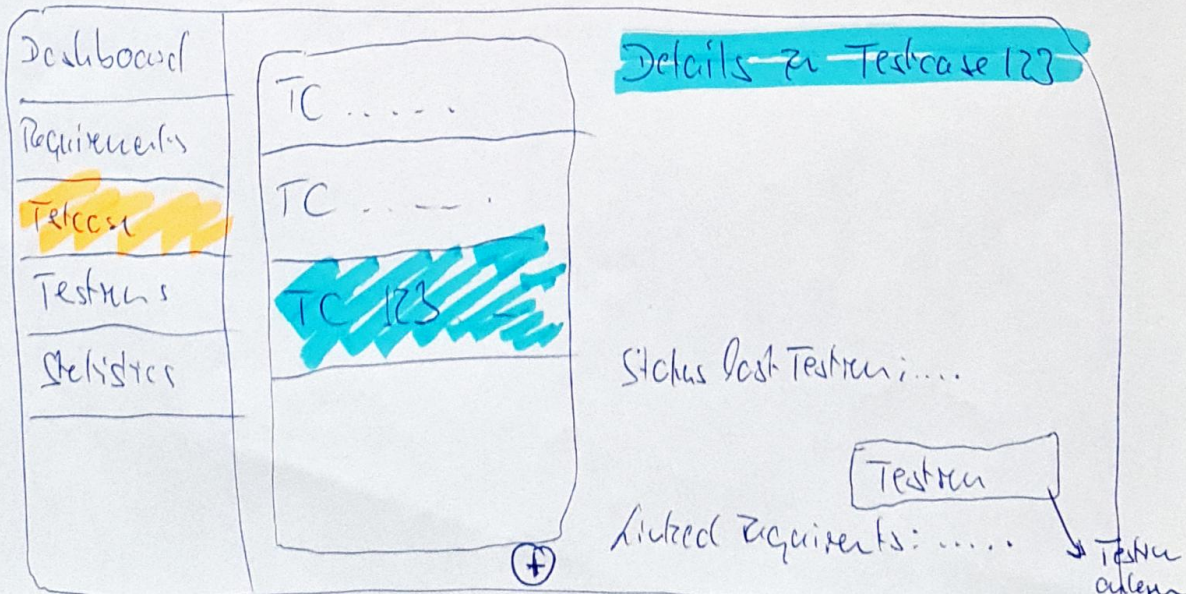 Dashboard
Requirements
Testcase
Testruns
Statistics
TC .....
TC .. _ _ .
TC 123
Details zu Testcase 123
Status last Testrun: ....
Testrun
Linked Requirements: .....
Testrun
+